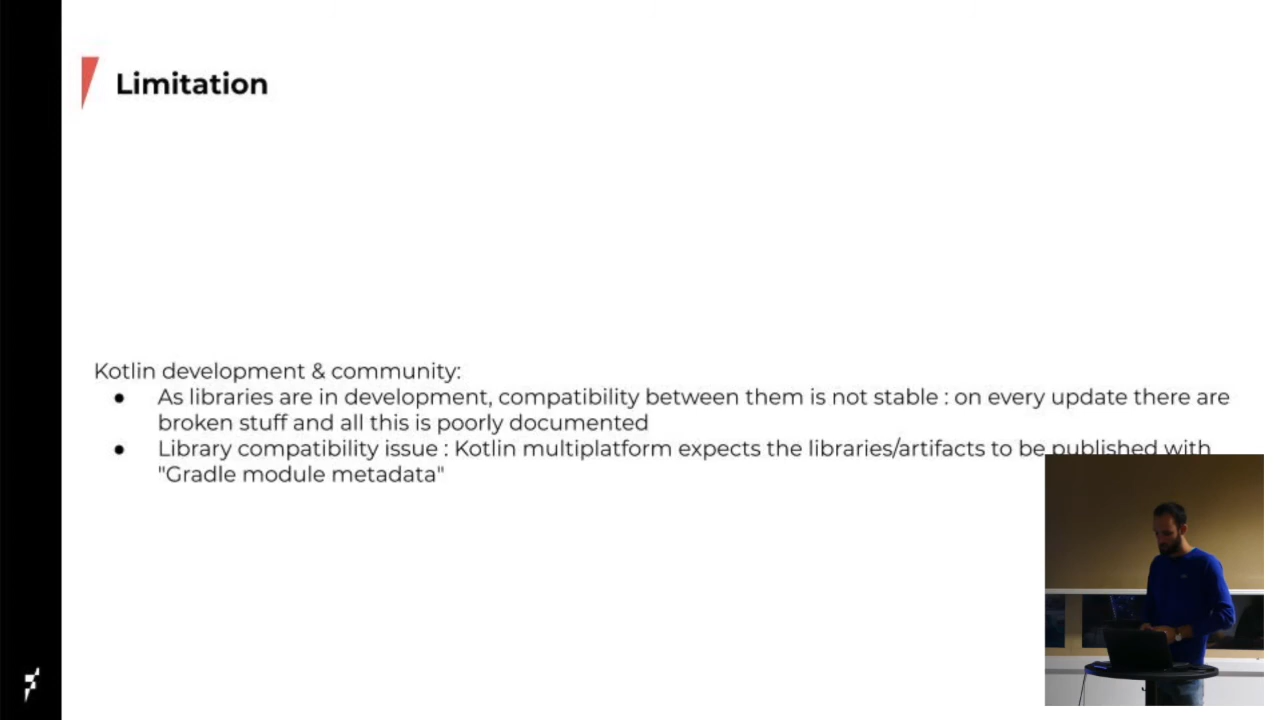 Limitation
Kotlin development & community:
● As libraries are in development, compatibility between them is not stable : on every update there are
broken stuff and all this is poorly documented
● Library compatibility issue : Kotlin multiplatform expects the libraries/artifacts to be published with
"Gradle module metadata"